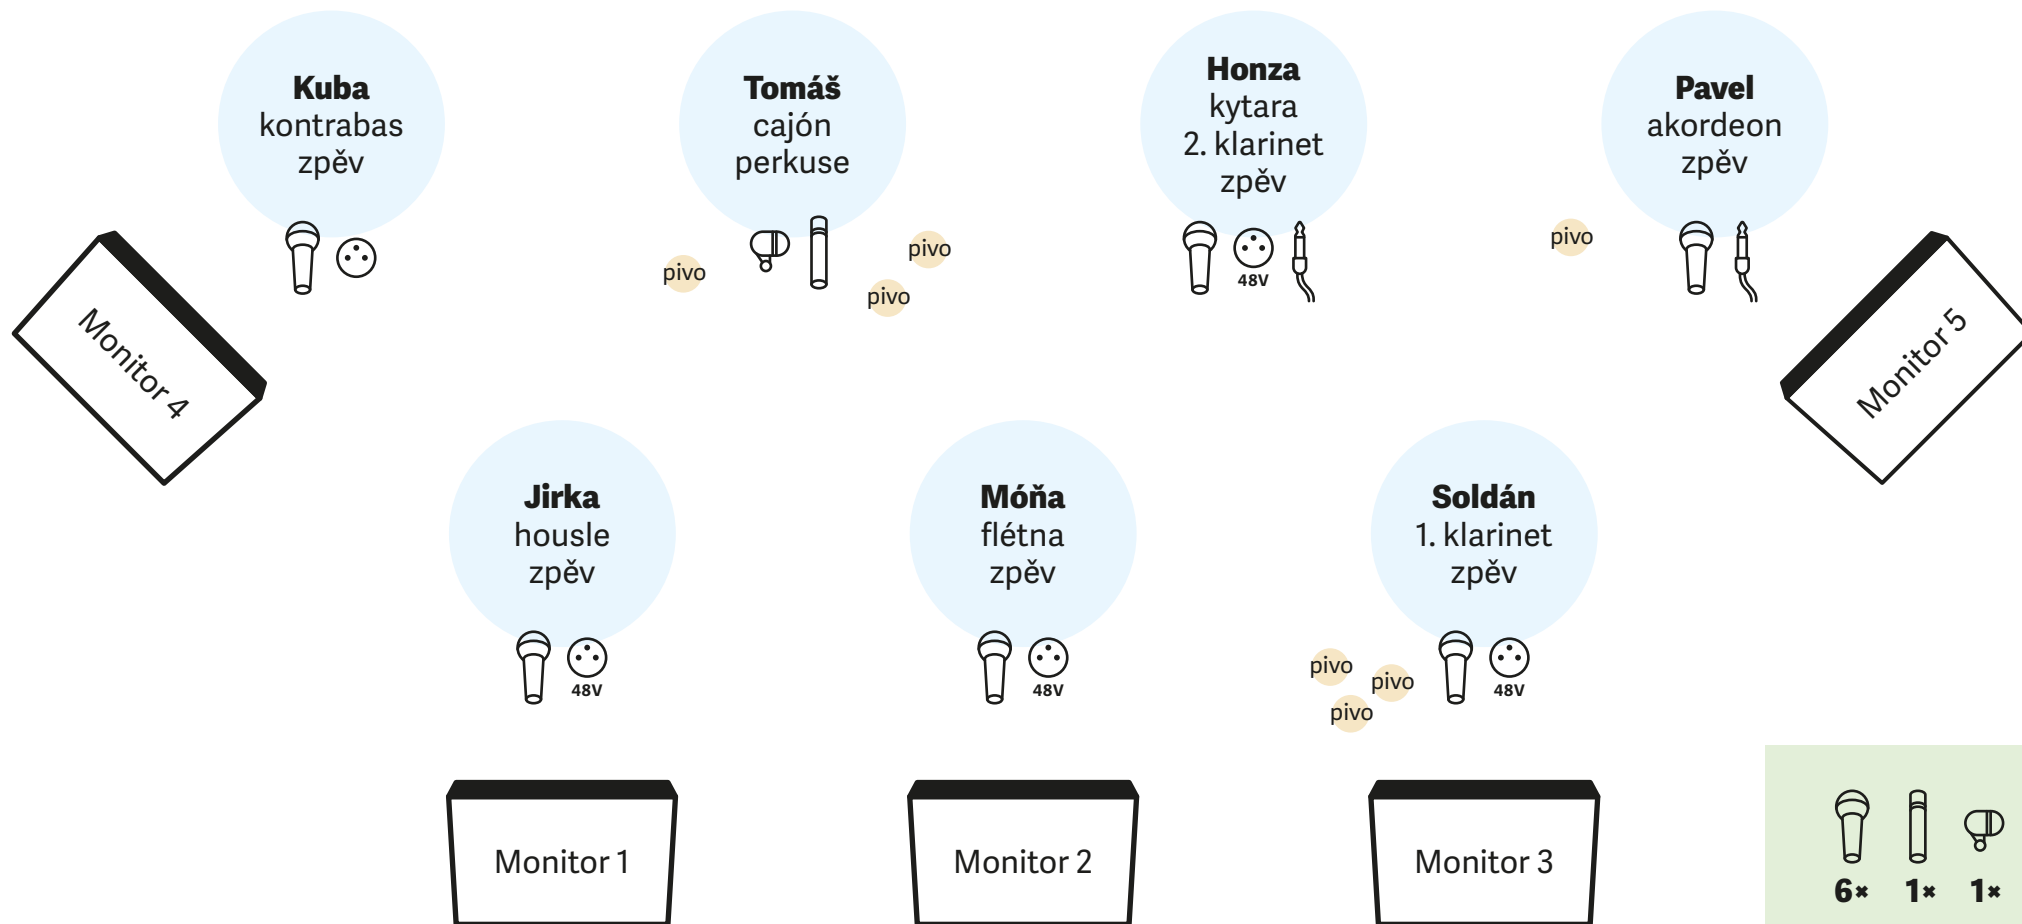 Kuba
kontrabas
zpěv
Tomáš
cajón
perkuse
Honza
kytara
2. klarinet
zpěv
Pavel
akordeon
zpěv
pivo
pivo
pivo
48V
pivo
Monitor 4
Monitor 5
Jirka
housle
zpěv
48V
Móňa
flétna
zpěv
48V
Soldán
1. klarinet
zpěv
pivo
pivo
pivo
48V
Monitor 1
Monitor 2
Monitor 3
6× 1× 1×